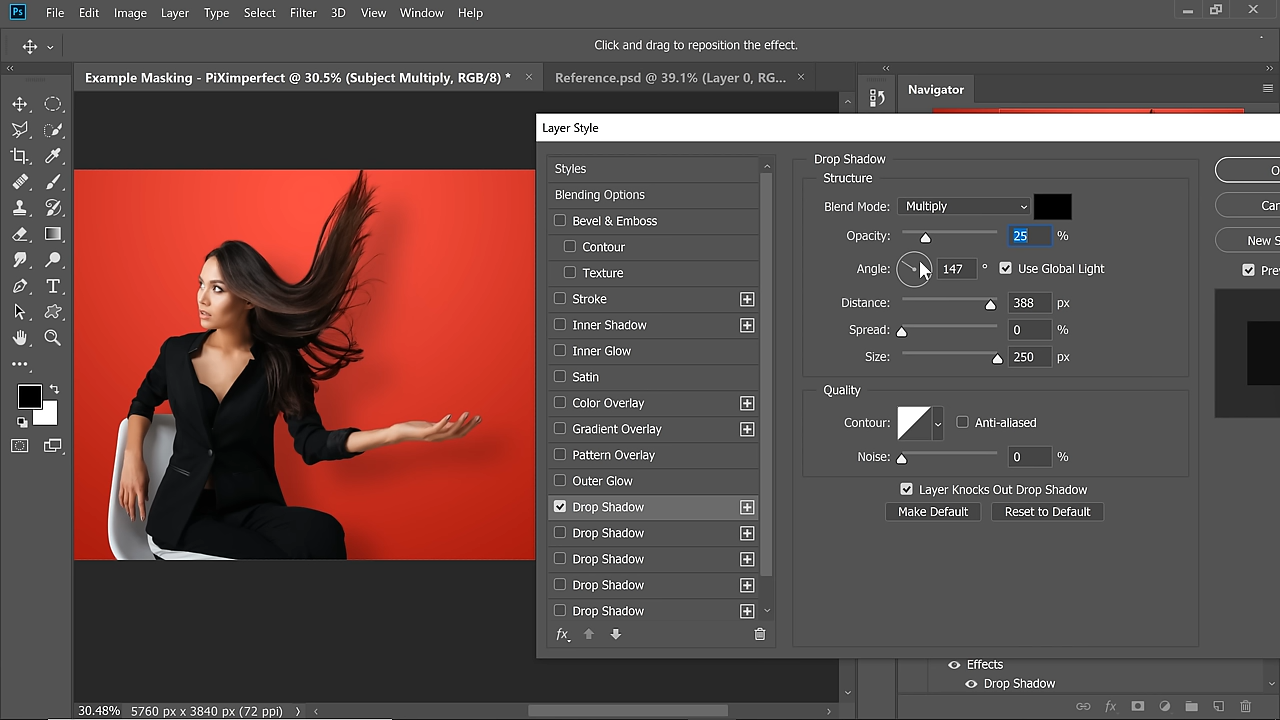 Ps File Edit Image Layer Type Select Filter 3D View Window Help
Click and drag to reposition the effect.
Example Masking - PiXimperfect @ 30.5% (Subject Multiply, RGB/8) *
Reference.psd @ 39.1% (Layer 0, RG...
Navigator
Layer Style
Styles
Blending Options
Bevel & Emboss
Contour
Texture
Stroke
Inner Shadow
Inner Glow
Satin
Color Overlay
Gradient Overlay
Pattern Overlay
Outer Glow
Drop Shadow
Drop Shadow
Drop Shadow
Drop Shadow
Drop Shadow
fx
Drop Shadow
Structure
Blend Mode: Multiply
Opacity: 25 %
Angle: 147 ° Use Global Light
Distance: 388 px
Spread: 0 %
Size: 250 px
Quality
Contour: Anti-aliased
Noise: 0 %
Layer Knocks Out Drop Shadow
Make Default Reset to Default
O
Can
New S
Pre
Effects
Drop Shadow
fx
30.48% 5760 px x 3840 px (72 ppi)